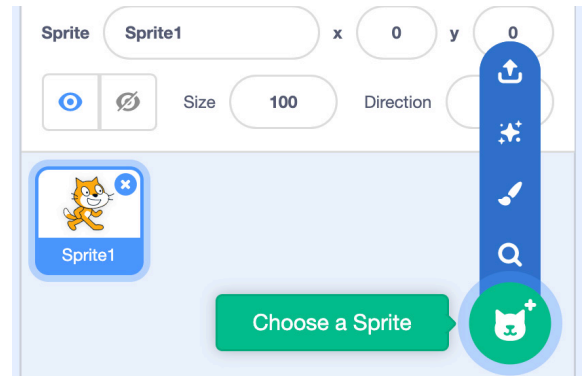 Sprite Sprite1 x 0 y 0
Size 100 Direction
Sprite1
Choose a Sprite